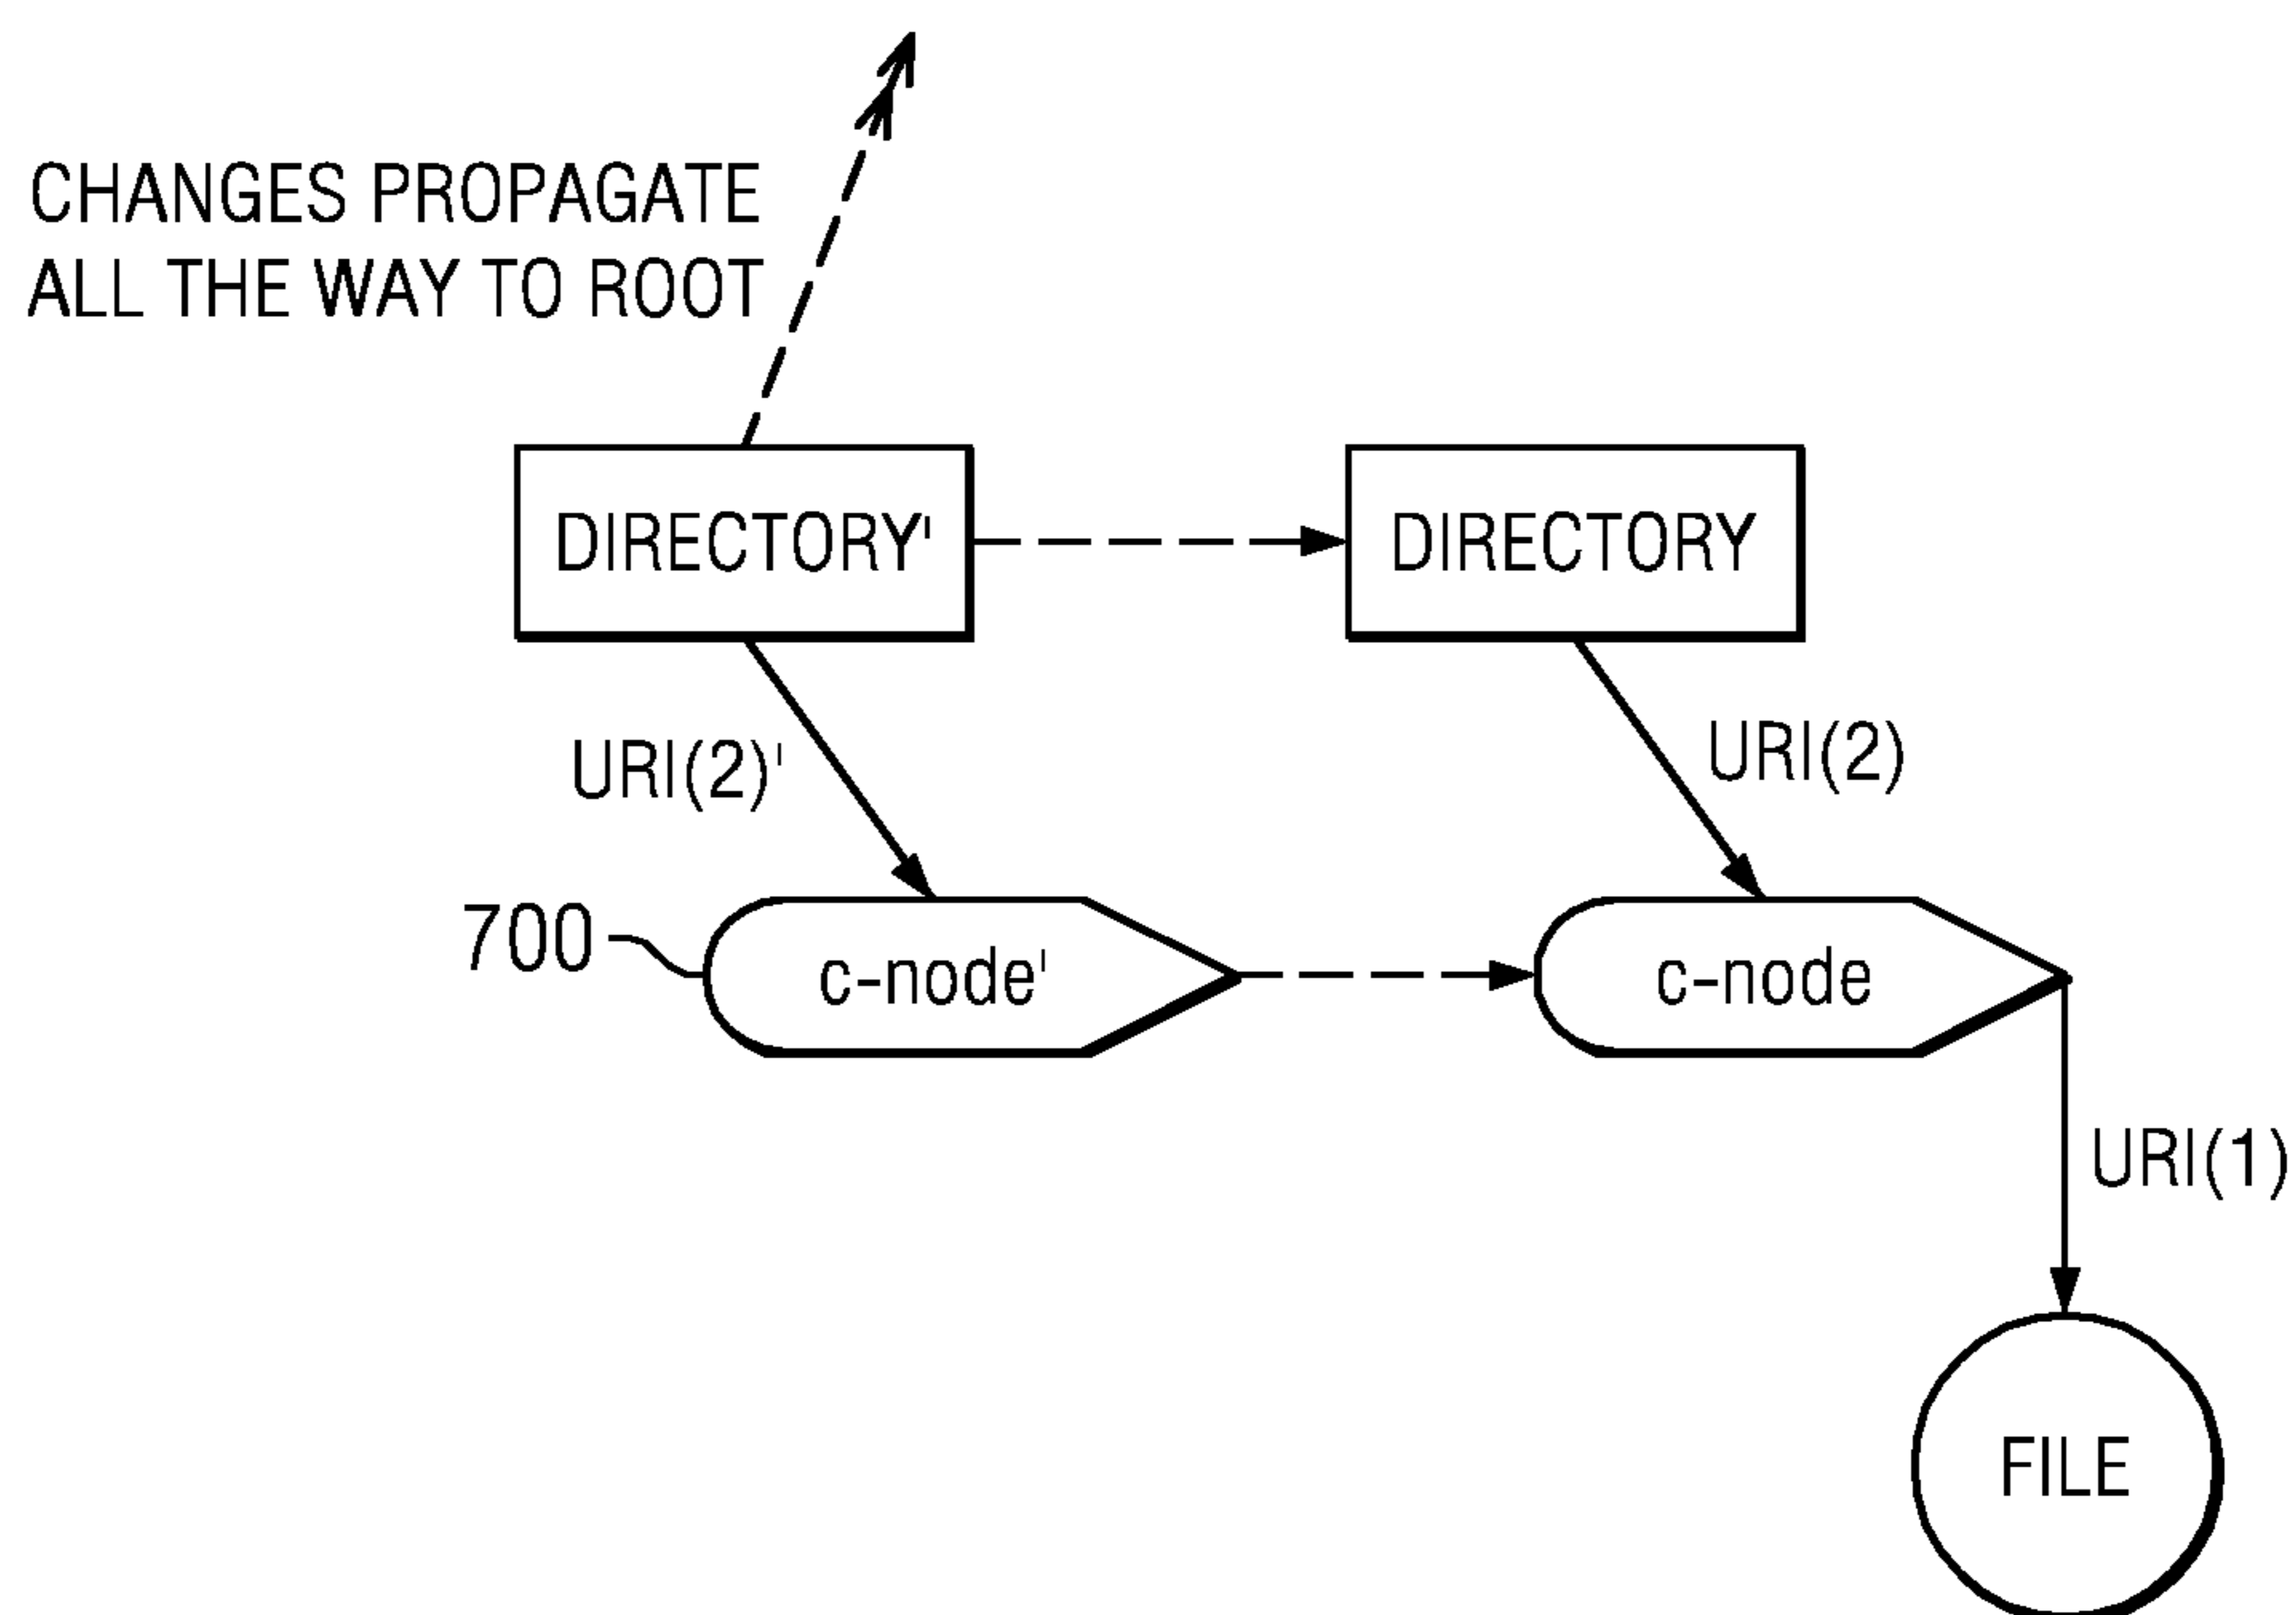 CHANGES PROPAGATE
ALL THE WAY TO ROOT
DIRECTORY'
DIRECTORY
URI(2)'
URI(2)
700
c-node'
c-node
URI(1)
FILE